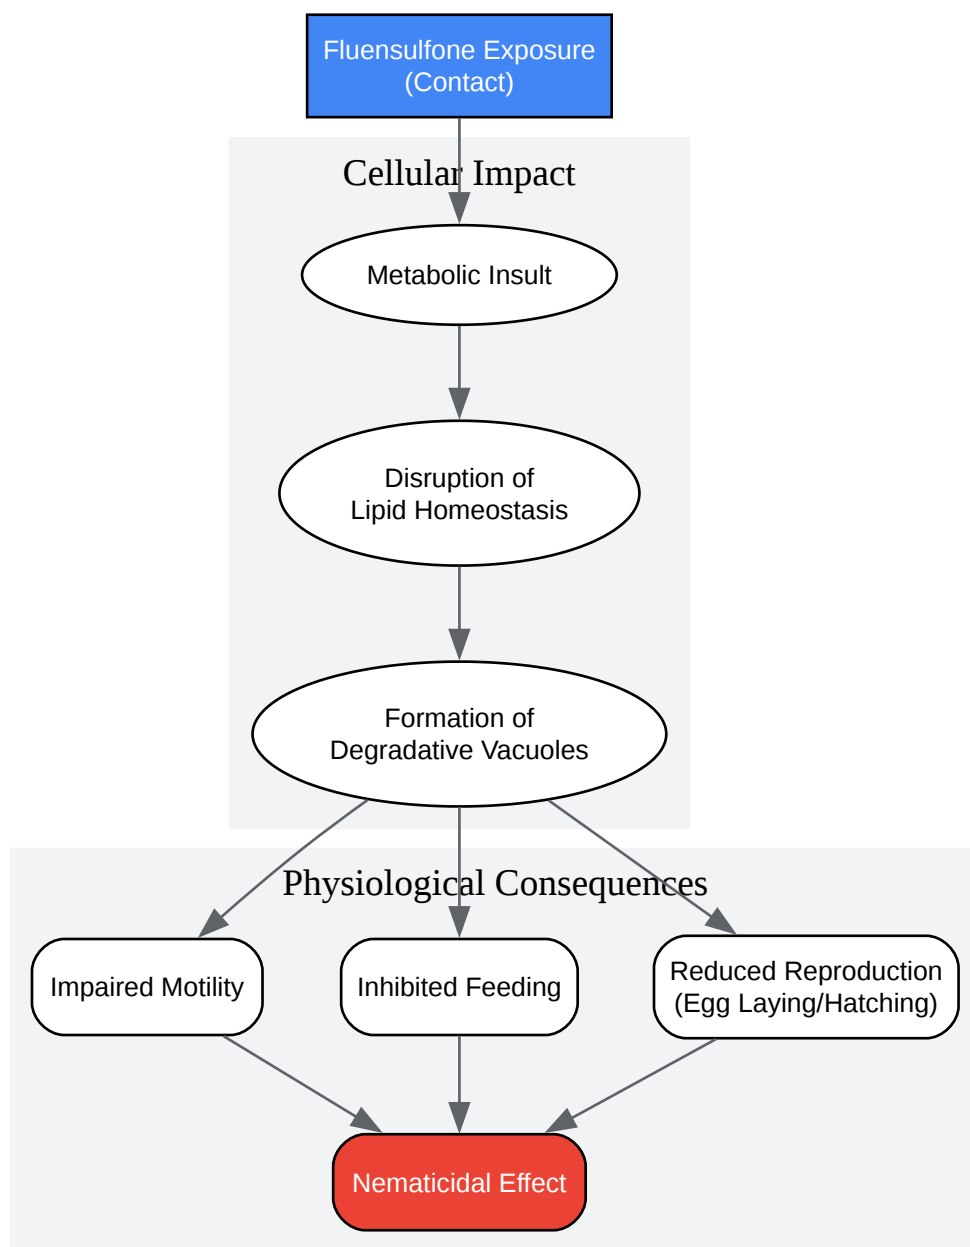 Fluensulfone Exposure
(Contact)
Cellular Impact
Metabolic Insult
Disruption of
Lipid Homeostasis
Formation of
Degradative Vacuoles
Physiological Consequences
Impaired Motility
Inhibited Feeding
Reduced Reproduction
(Egg Laying/Hatching)
Nematicidal Effect